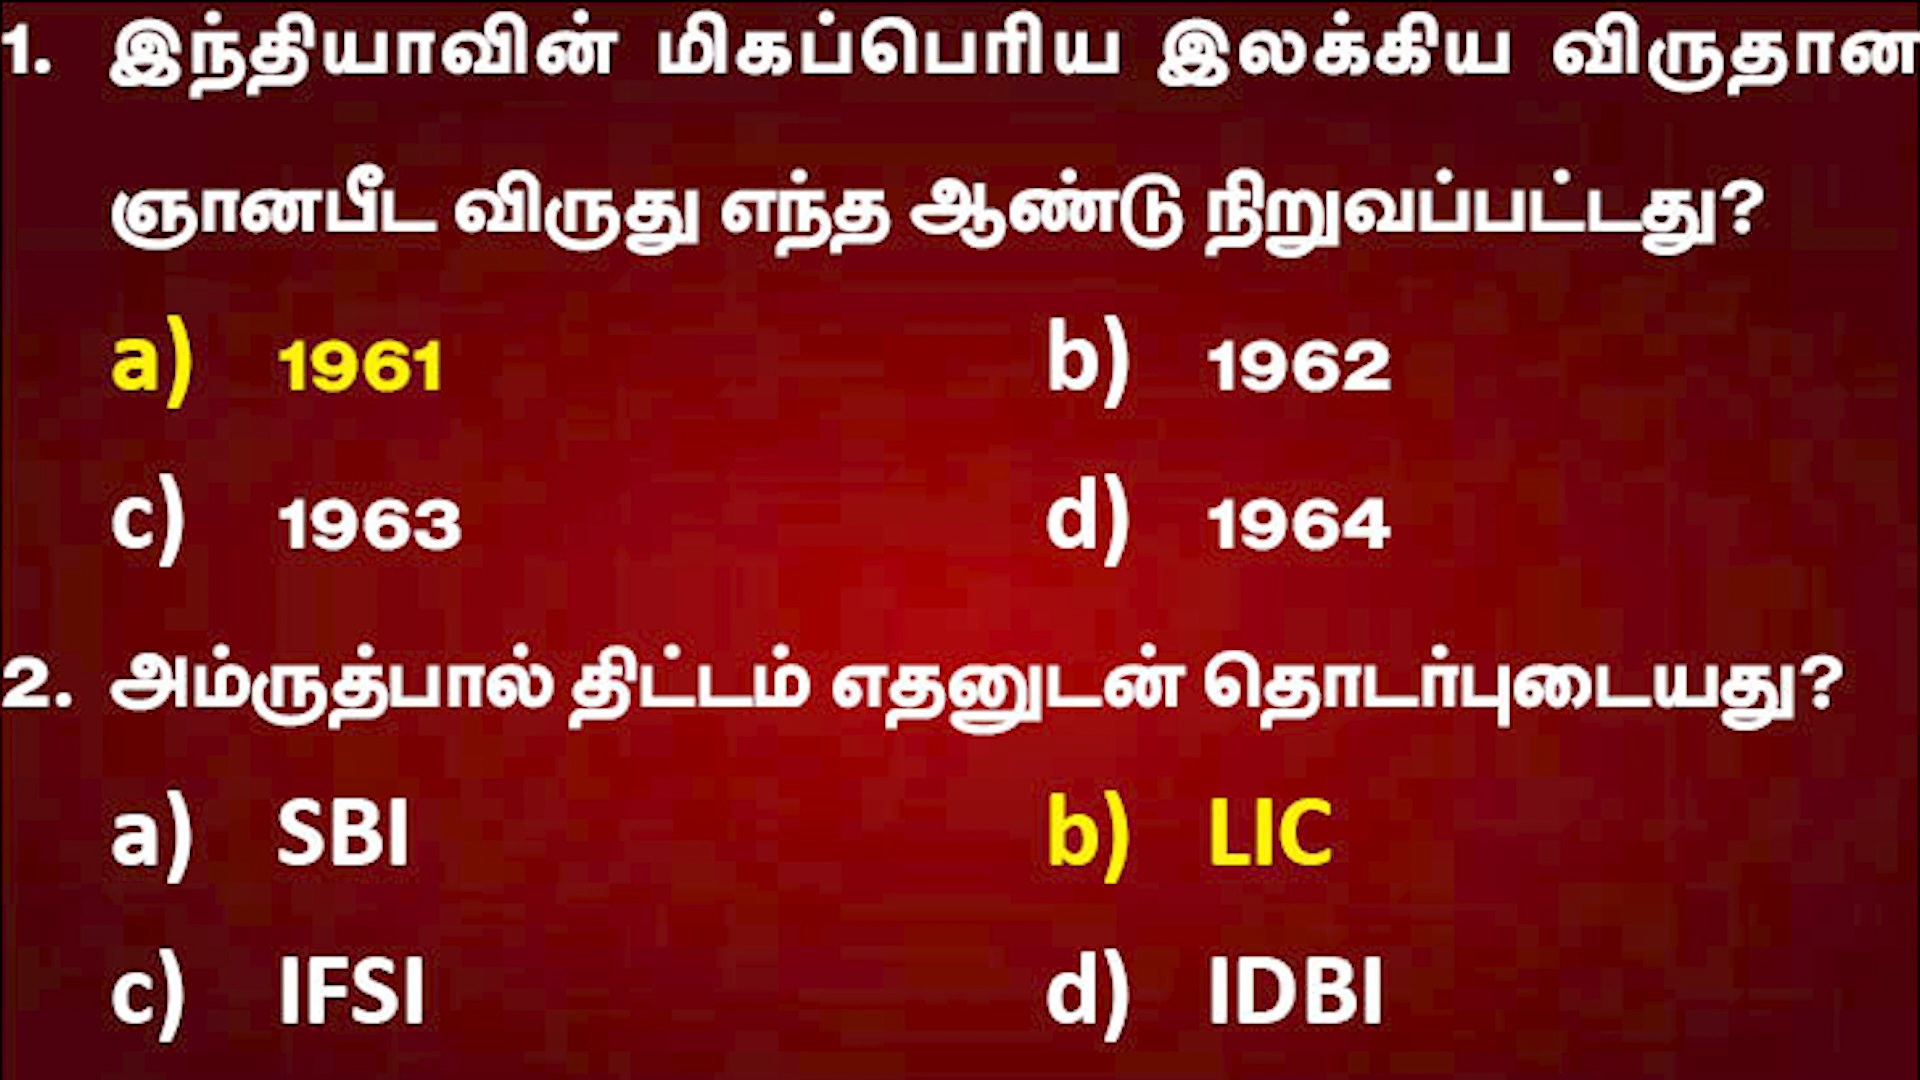 1. இந்தியாவின் மிகப்பெரிய இலக்கிய விருதான
ஞானபீட விருது எந்த ஆண்டு நிறுவப்பட்டது?
a) 1961 b) 1962
c) 1963 d) 1964
2. அம்ருத்பால் திட்டம் எதனுடன் தொடர்புடையது?
a) SBI b) LIC
c) IFSI d) IDBI